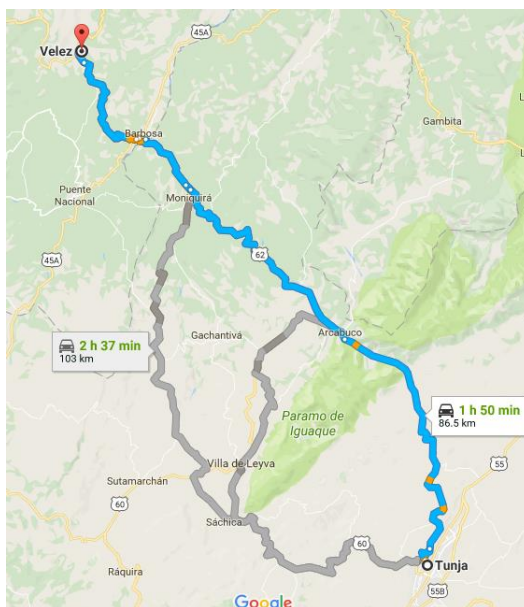 45A
Velez
Gambita
Barbosa
Puente
Nacional
Moniquirá
45A
62
Gachantivá
Arcabuco
2 h 37 min
103 km
1 h 50 min
86.5 km
Paramo de
Iguaque
Villa de Leyva
55
Sutamarchán
60
Sáchica
60
Ráquira
Tunja
55B
Google